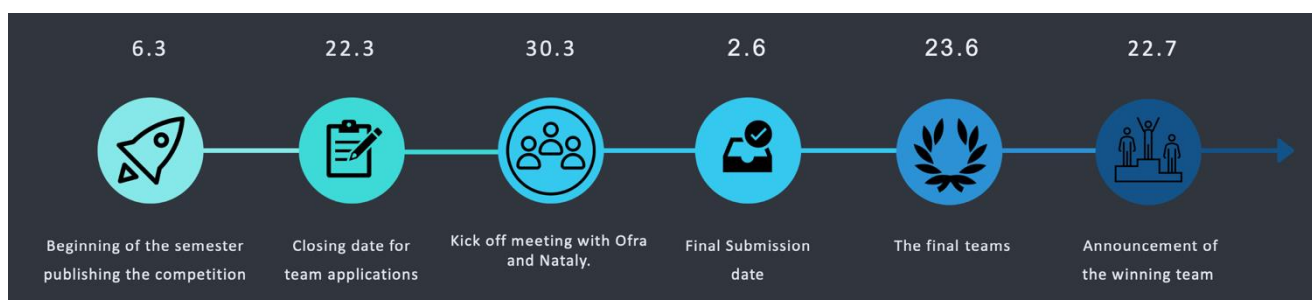 6.3
22.3
30.3
2.6
23.6
22.7
Beginning of the semester
publishing the competition
Closing date for
team applications
Kick off meeting with Ofra
and Nataly.
Final Submission
date
The final teams
Announcement of
the winning team